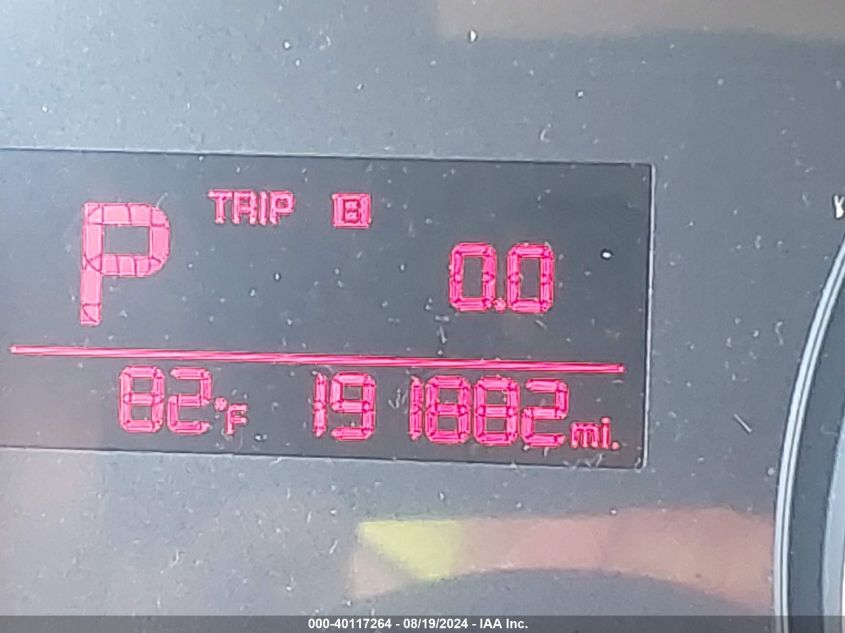 P TRIP B
0.0
82°F 191882 mi.
000-40117264 - 08/19/2024 - IAA Inc.